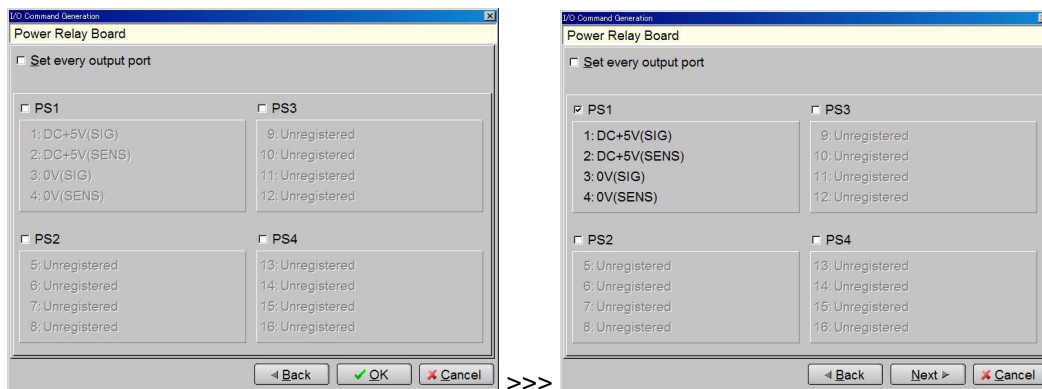 I/O Command Generation
Power Relay Board
Set every output port
PS1
1: DC+5V(SIG)
2: DC+5V(SENS)
3: 0V(SIG)
4: 0V(SENS)
PS3
9: Unregistered
10: Unregistered
11: Unregistered
12: Unregistered
PS2
5: Unregistered
6: Unregistered
7: Unregistered
8: Unregistered
PS4
13: Unregistered
14: Unregistered
15: Unregistered
16: Unregistered
Back OK Cancel
>>>
I/O Command Generation
Power Relay Board
Set every output port
PS1
1: DC+5V(SIG)
2: DC+5V(SENS)
3: 0V(SIG)
4: 0V(SENS)
PS3
9: Unregistered
10: Unregistered
11: Unregistered
12: Unregistered
PS2
5: Unregistered
6: Unregistered
7: Unregistered
8: Unregistered
PS4
13: Unregistered
14: Unregistered
15: Unregistered
16: Unregistered
Back Next Cancel